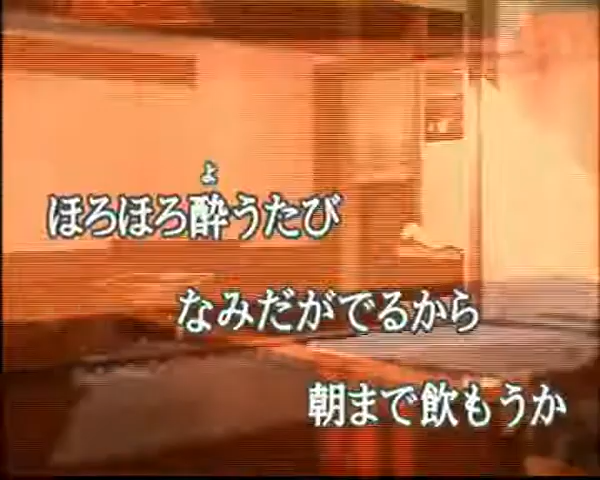 よ
ほろほろ酔うたび
なみだがでるから
朝まで飲もうか